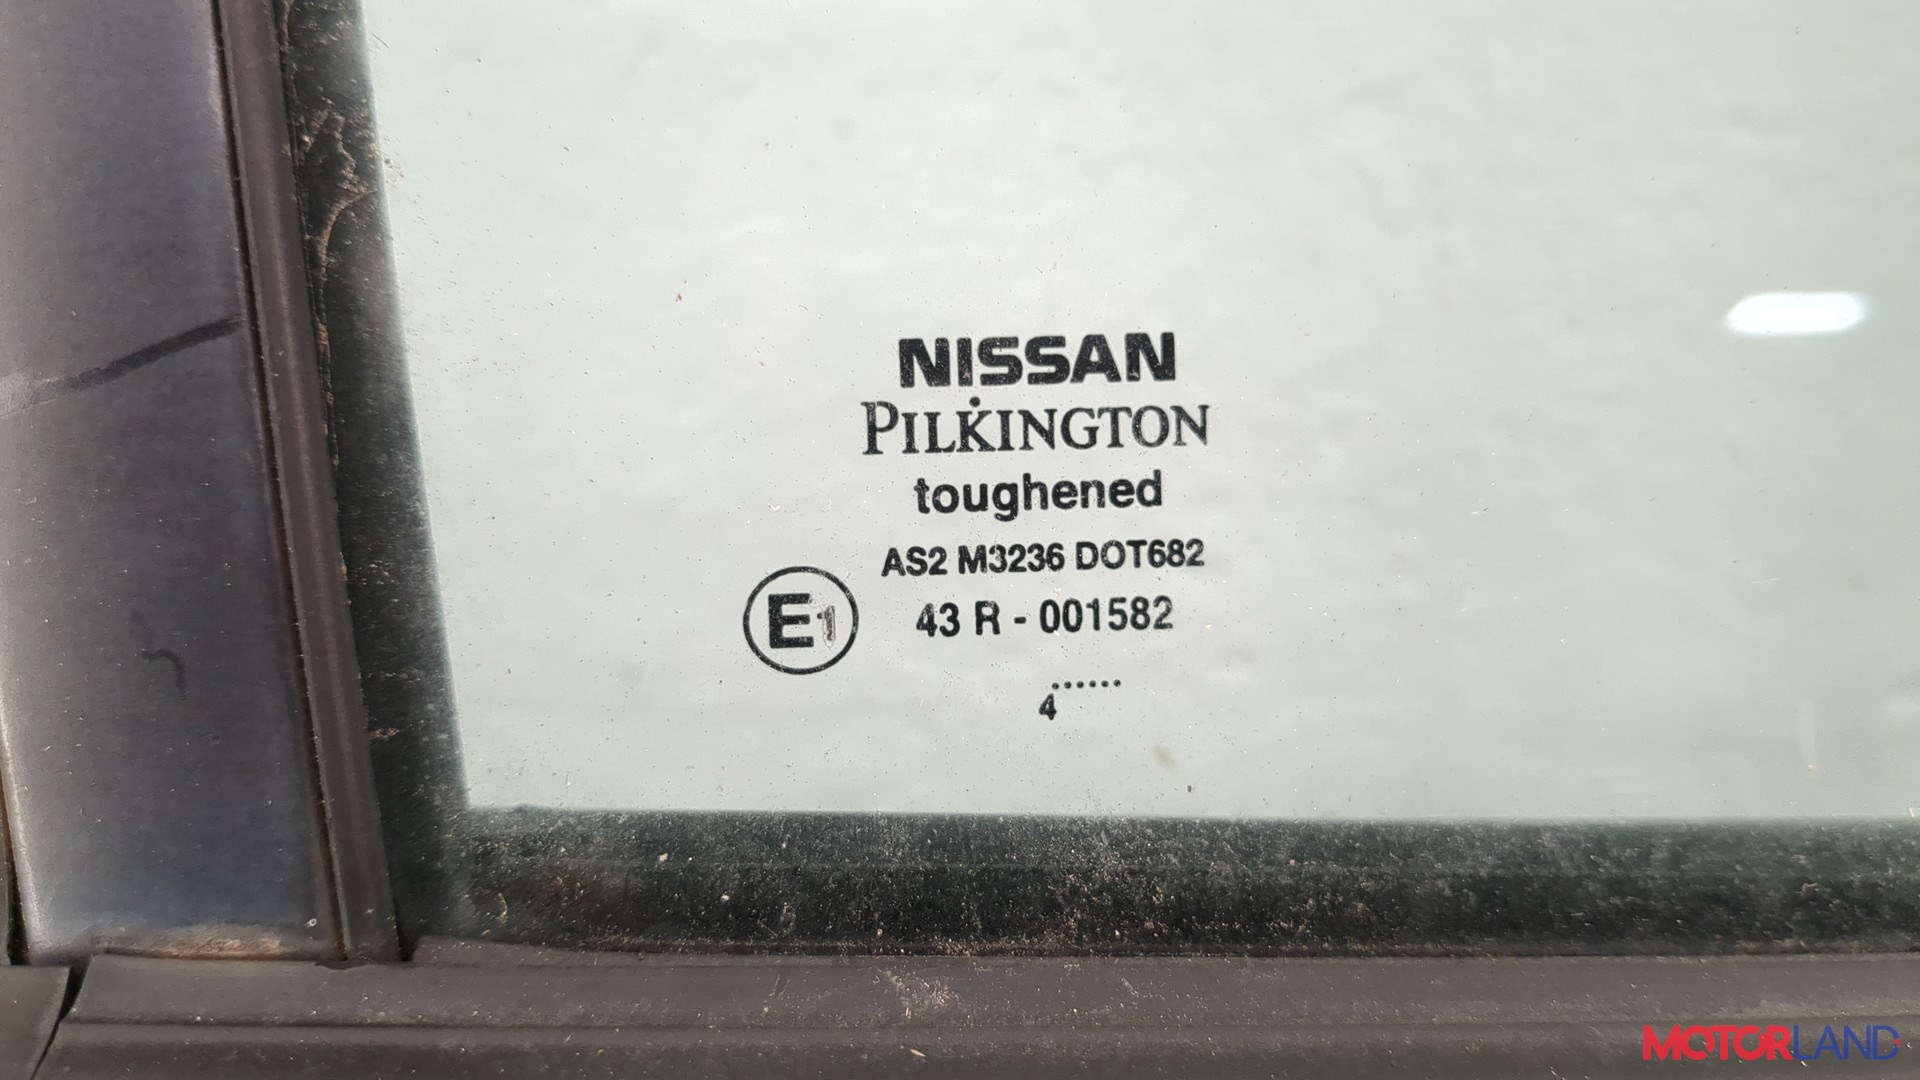 NISSAN
PILKINGTON
toughened
AS2 M3236 DOT682
E1 43 R - 001582
4 ......
MOTORLAND